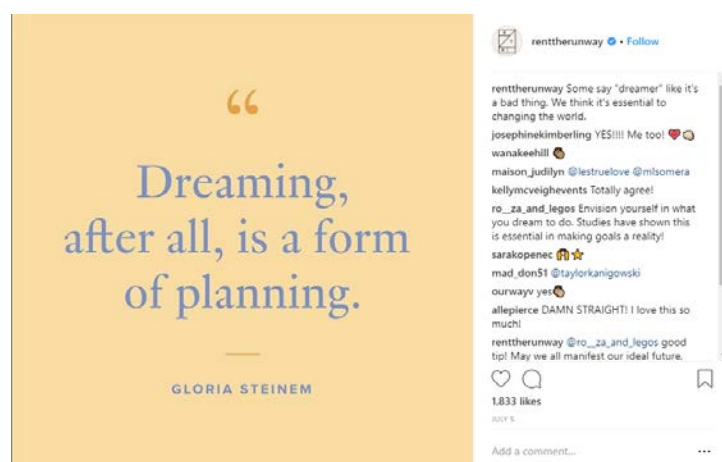 “
Dreaming,
after all, is a form
of planning.
GLORIA STEINEM
renttherunway • Follow
renttherunway Some say "dreamer" like it's
a bad thing. We think it's essential to
changing the world.
josephinekimberling YES!!!! Me too! ❤️
wanakeehill
maison_judilyn @lestruelove @mlsomera
kellymcveighevents Totally agree!
ro__za_and_legos Envision yourself in what
you dream to do. Studies have shown this
is essential in making goals a reality!
sarakopenec
mad_don51 @taylorkanigowski
ourwayv yes
allepierce DAMN STRAIGHT! I love this so
much!
renttherunway @ro__za_and_legos good
tip! May we all manifest our ideal future.
1,833 likes
JULY 5
Add a comment...